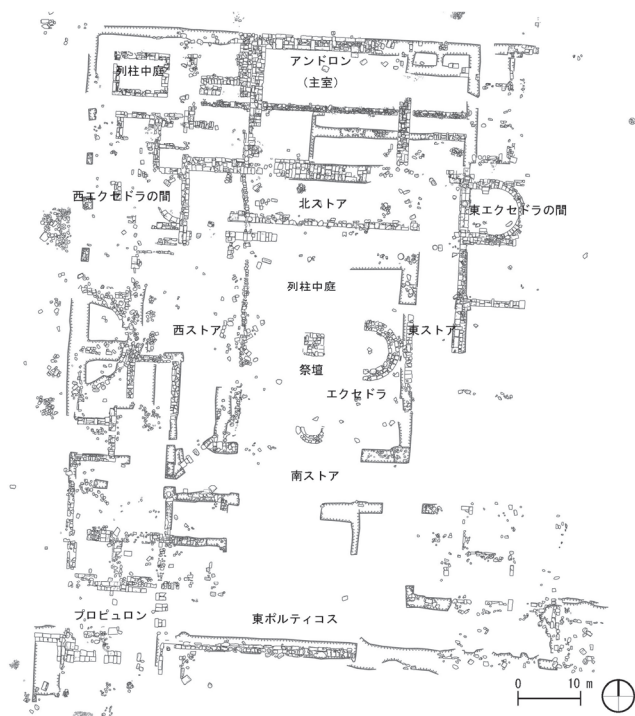 アンドロン
（主室）
列柱中庭
西エクセドラの間
北ストア
東エクセドラの間
列柱中庭
西ストア
東ストア
祭壇
エクセドラ
南ストア
プロピュロン
東ポルティコス
0 10 m